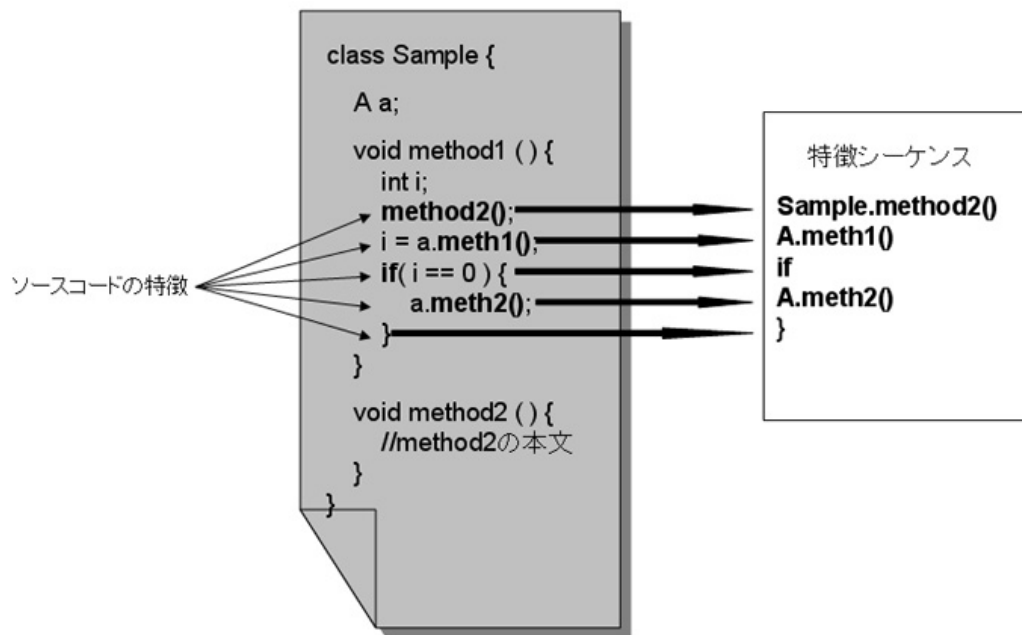 class Sample {
A a;
void method1 ( ) {
int i;
method2();
i = a.meth1();
if( i == 0 ) {
a.meth2();
}
}
void method2 ( ) {
//method2の本文
}
}
ソースコードの特徴
特徴シーケンス
Sample.method2()
A.meth1()
if
A.meth2()
}